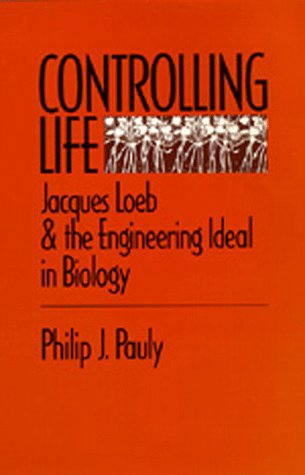 CONTROLLING
LIFE
Jacques Loeb
& the Engineering Ideal
in Biology
Philip J. Pauly